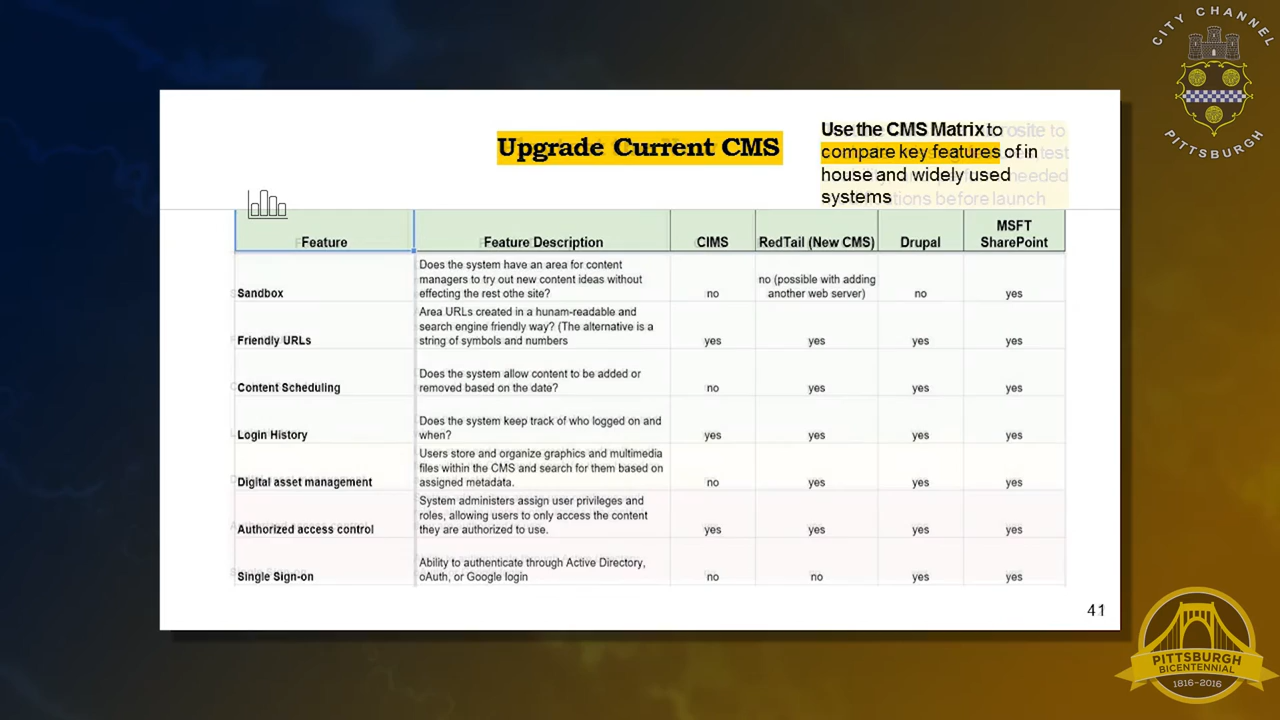 CITY CHANNEL
PITTSBURGH
Upgrade Current CMS
Use the CMS Matrix to
compare key features of in
house and widely used
systems
Feature Feature Description CIMS RedTail (New CMS) Drupal MSFT SharePoint
Does the system have an area for content
managers to try out new content ideas without
effecting the rest othe site?
Sandbox no no (possible with adding
another web server) no yes
Area URLs created in a hunam-readable and
search engine friendly way? (The alternative is a
string of symbols and numbers
Friendly URLs yes yes yes yes
Does the system allow content to be added or
removed based on the date?
Content Scheduling no yes yes yes
Does the system keep track of who logged on and
when?
Login History yes yes yes yes
Users store and organize graphics and multimedia
files within the CMS and search for them based on
assigned metadata.
Digital asset management no yes yes yes
System administers assign user privileges and
roles, allowing users to only access the content
they are authorized to use.
Authorized access control yes yes yes yes
Ability to authenticate through Active Directory,
oAuth, or Google login
Single Sign-on no no yes yes
41
PITTSBURGH
BICENTENNIAL
1816-2016